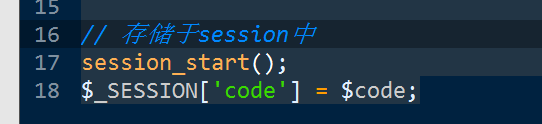 15
16 // 存储于session中
17 session_start();
18 $_SESSION['code'] = $code;